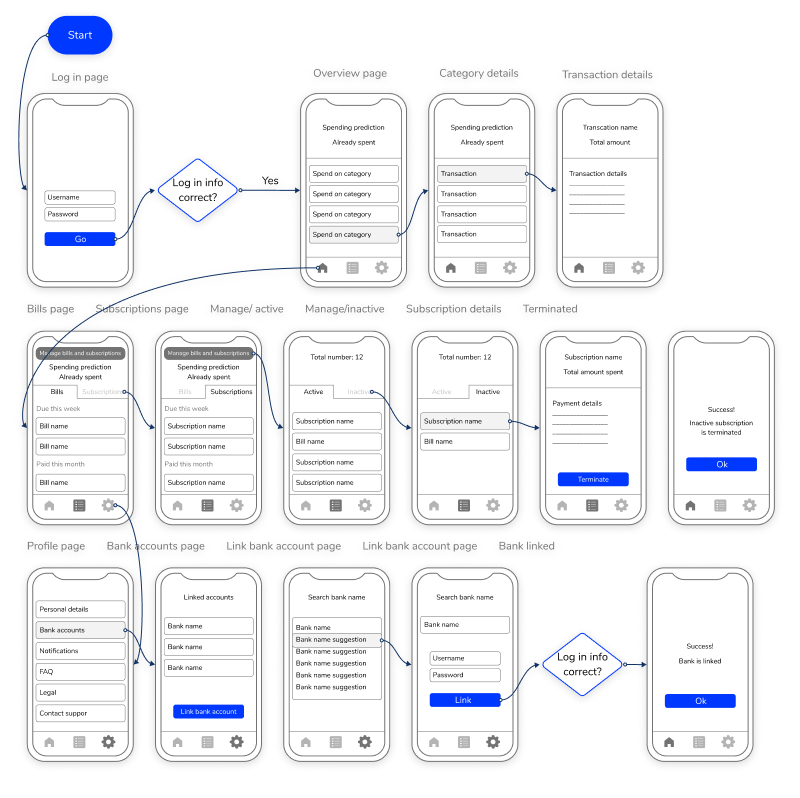 Start
Log in page
Overview page
Category details
Transaction details
Username
Password
Go
Log in info
correct?
Yes
Spending prediction
Already spent
Spend on category
Spend on category
Spend on category
Spend on category
Spending prediction
Already spent
Transaction
Transaction
Transaction
Transaction
Transcation name
Total amount
Transaction details
Bills page
Subscriptions page
Manage/ active
Manage/inactive
Subscription details
Terminated
Manage bills and subscriptions
Spending prediction
Already spent
Bills
Subscriptions
Due this week
Bill name
Bill name
Paid this month
Bill name
Manage bills and subscriptions
Spending prediction
Already spent
Bills
Subscriptions
Due this week
Subscription name
Subscription name
Paid this month
Subscription name
Total number: 12
Active
Inactive
Subscription name
Bill name
Subscription name
Subscription name
Total number: 12
Active
Inactive
Subscription name
Bill name
Subscription name
Total amount spent
Payment details
Terminate
Success!
Inactive subscription
is terminated
Ok
Profile page
Bank accounts page
Link bank account page
Link bank account page
Bank linked
Personal details
Bank accounts
Notifications
FAQ
Legal
Contact suppor
Linked accounts
Bank name
Bank name
Bank name
Link bank account
Search bank name
Bank name
Bank name suggestion
Bank name suggestion
Bank name suggestion
Bank name suggestion
Bank name suggestion
Search bank name
Bank name
Username
Password
Link
Log in info
correct?
Success!
Bank is linked
Ok